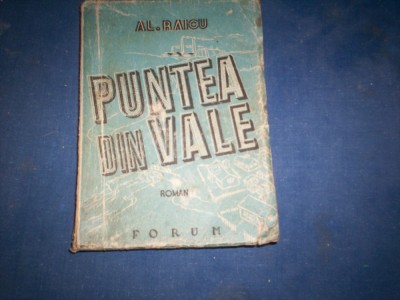 AL. RAICU
PUNTEA
DIN VALE
ROMAN
FORUM